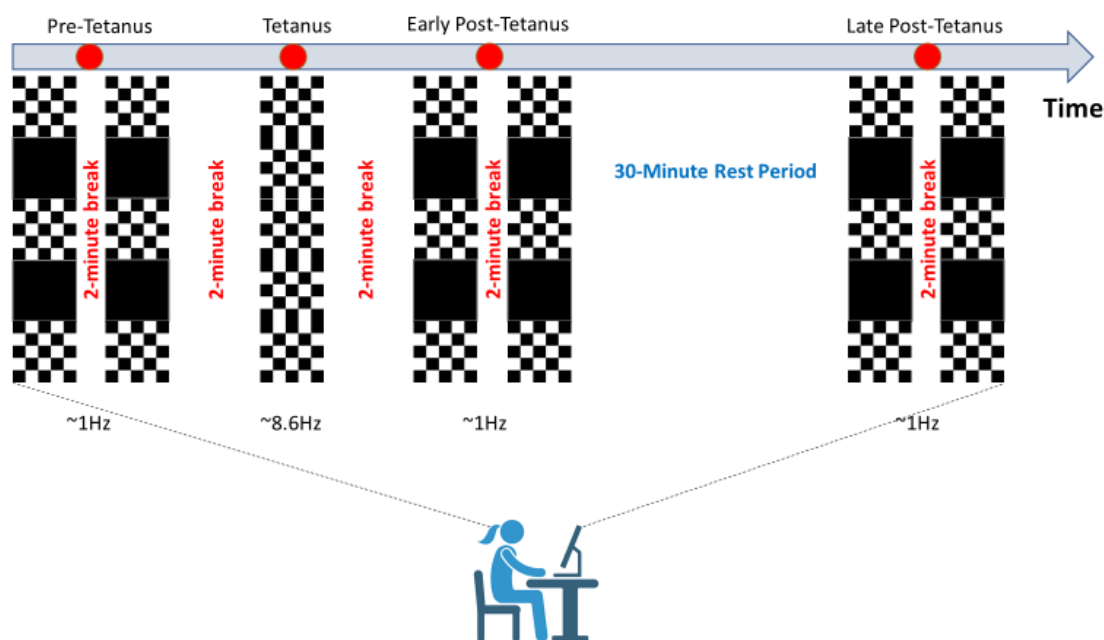 Pre-Tetanus
Tetanus
Early Post-Tetanus
Late Post-Tetanus
Time
2-minute break
2-minute break
2-minute break
2-minute break
30-Minute Rest Period
2-minute break
~1Hz
~8.6Hz
~1Hz
~1Hz